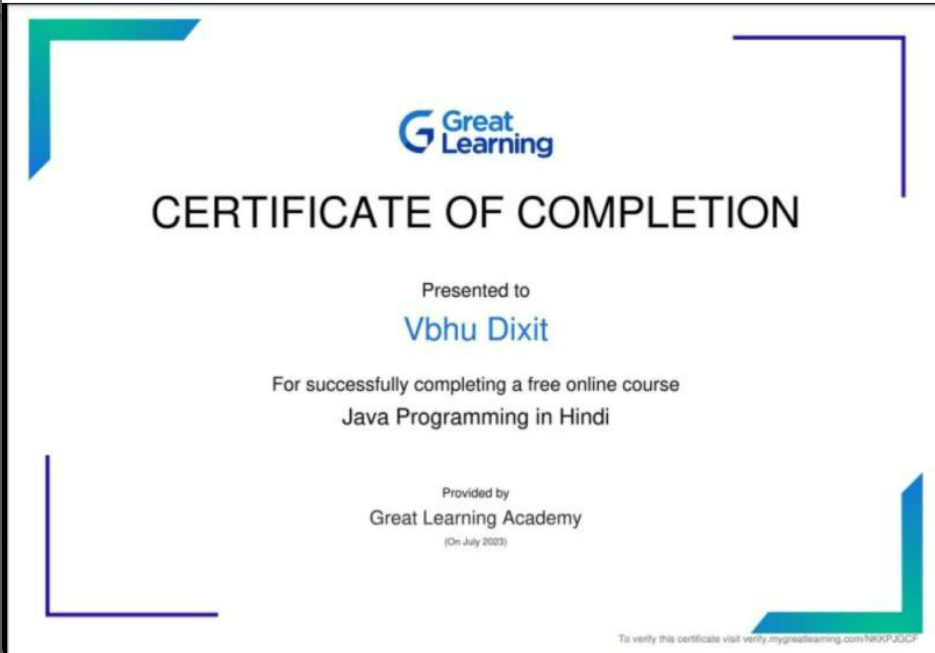 Great
Learning
CERTIFICATE OF COMPLETION
Presented to
Vbhu Dixit
For successfully completing a free online course
Java Programming in Hindi
Provided by
Great Learning Academy
(On July 2023)
To verify this certificate visit verify.mygreatlearning.com/NKKPJGCF